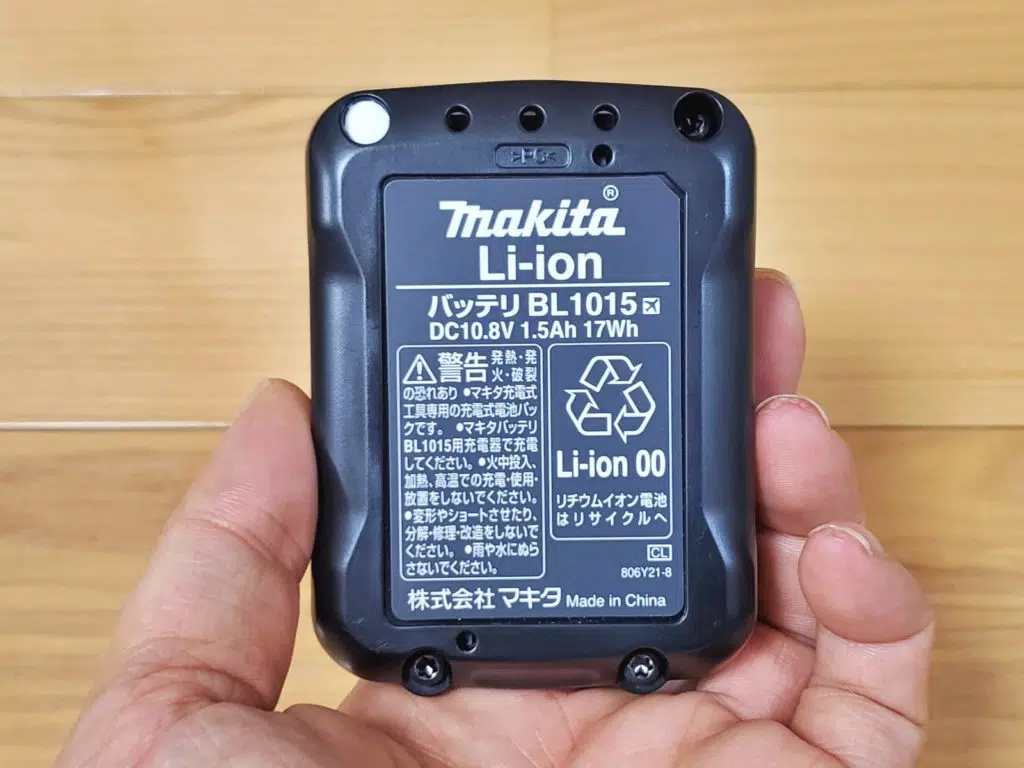 >PC<
makita®
Li-ion
バッテリ BL1015
DC10.8V 1.5Ah 17Wh
警告 発熱・発
火・破裂
の恐れあり ●マキタ充電式
工具専用の充電式電池パッ
クです。 ●マキタバッテリ
BL1015用充電器で充電
してください。●火中投入、
加熱、高温での充電・使用・
放置をしないでください。
●変形やショートさせたり、
分解・修理・改造をしないで
ください。 ●雨や水にぬら
さないでください。
Li-ion 00
リチウムイオン電池
はリサイクルへ
CL
806Y21-8
株式会社 マキタ Made in China